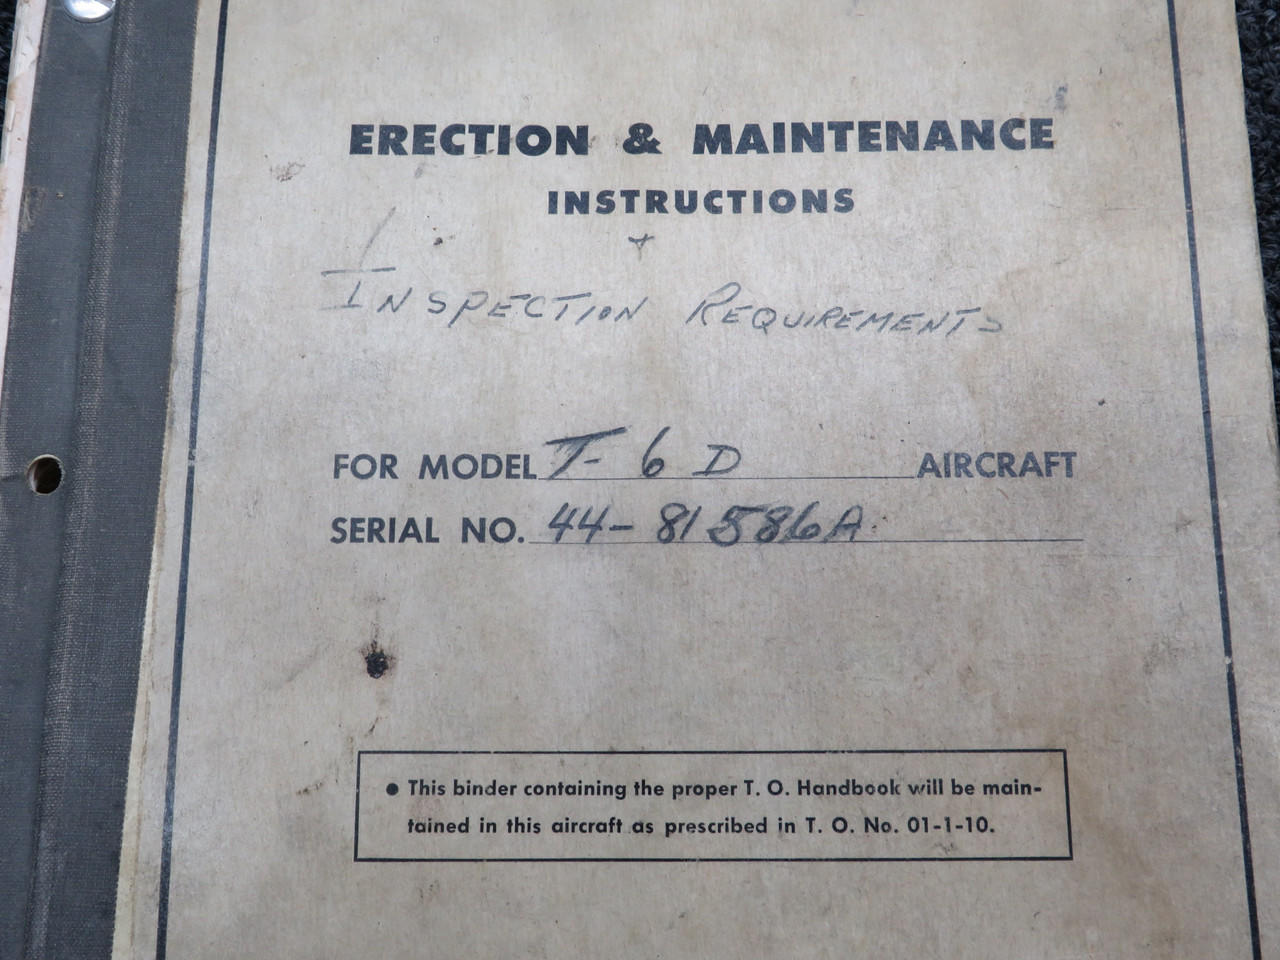 ERECTION & MAINTENANCE
INSTRUCTIONS
+
INSPECTION REQUIREMENTS
FOR MODEL T-6D AIRCRAFT
SERIAL NO. 44-81586A
• This binder containing the proper T. O. Handbook will be main-
tained in this aircraft as prescribed in T. O. No. 01-1-10.